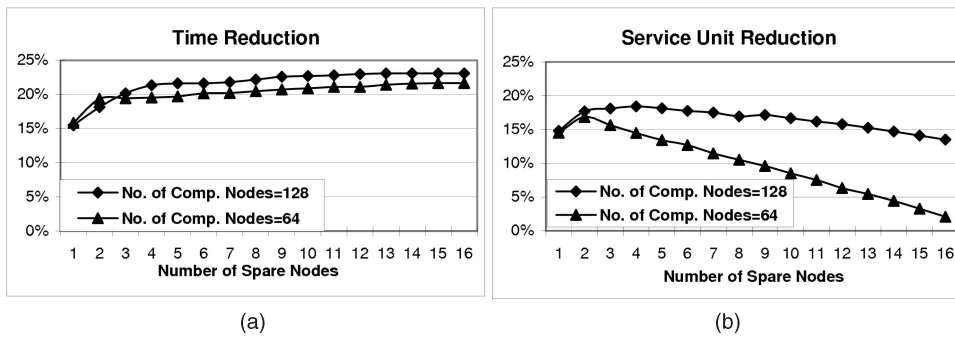 Time Reduction
25%
20%
15%
10%
5%
0%
No. of Comp. Nodes=128
No. of Comp. Nodes=64
1 2 3 4 5 6 7 8 9 10 11 12 13 14 15 16
Number of Spare Nodes
(a)
Service Unit Reduction
25%
20%
15%
10%
5%
0%
No. of Comp. Nodes=128
No. of Comp. Nodes=64
1 2 3 4 5 6 7 8 9 10 11 12 13 14 15 16
Number of Spare Nodes
(b)